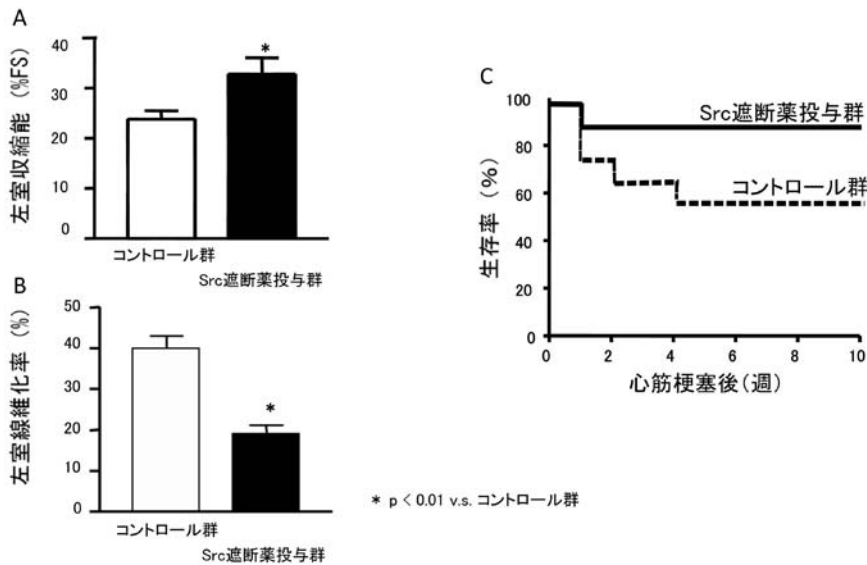 A
左室収縮能 (%FS)
40
30
20
10
0
*
コントロール群
Src遮断薬投与群
B
左室線維化率 (%)
50
40
30
20
10
0
*
コントロール群
Src遮断薬投与群
* p < 0.01 v.s. コントロール群
C
生存率 (%)
100
80
60
40
20
0
Src遮断薬投与群
コントロール群
0 2 4 6 8 10
心筋梗塞後(週)